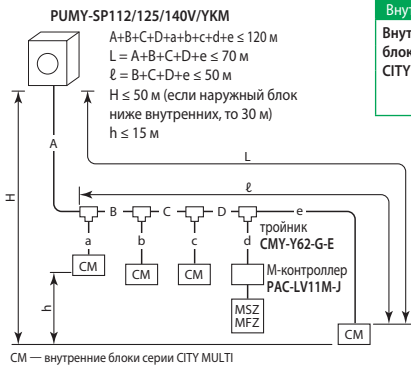 PUMY-SP112/125/140V/YKM
A+B+C+D+a+b+c+d+e ≤ 120 м
L = A+B+C+D+e ≤ 70 м
ℓ = B+C+D+e ≤ 50 м
H ≤ 50 м (если наружный блок
ниже внутренних, то 30 м)
h ≤ 15 м
Внут
Внут
блок
CITY
A
L
H
ℓ
B
C
D
e
a
b
c
d
тройник
CMY-Y62-G-E
CM
CM
CM
М-контроллер
PAC-LV11M-J
h
MSZ
MFZ
CM
CM — внутренние блоки серии CITY MULTI